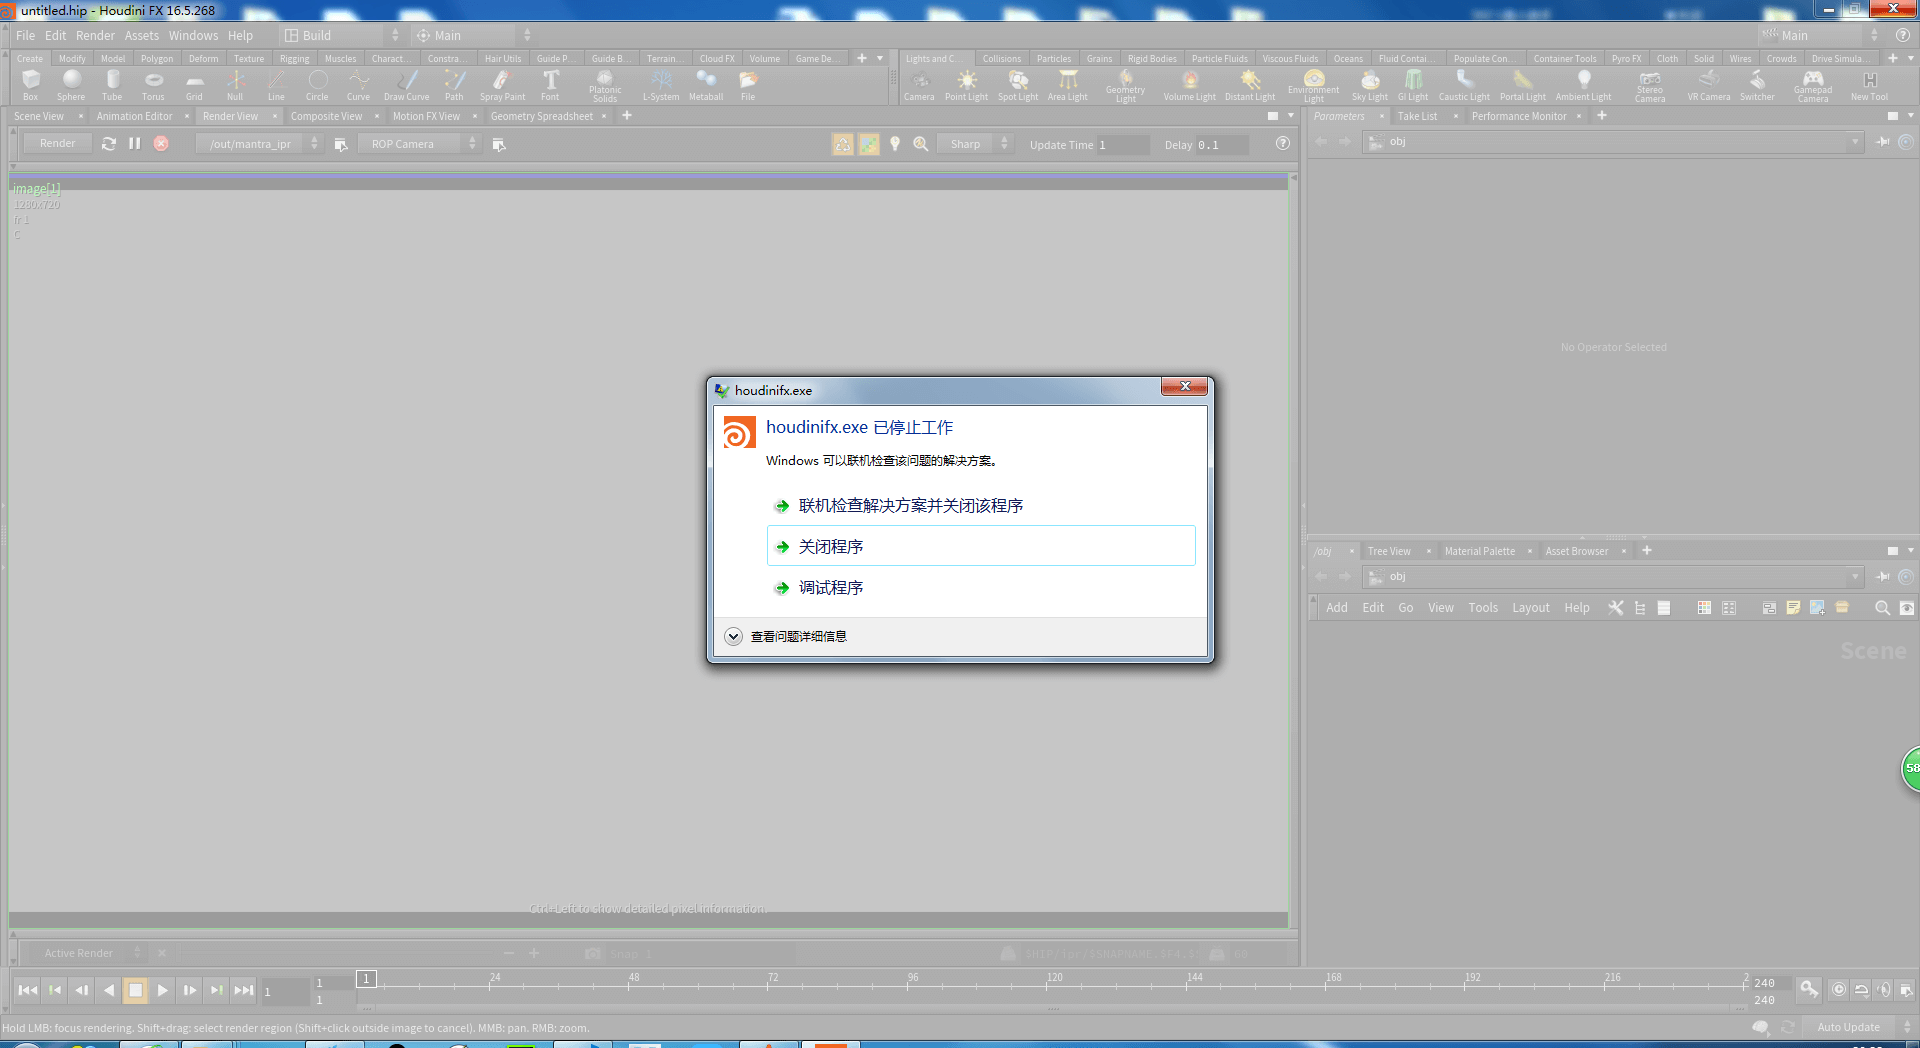 untitled.hip - Houdini FX 16.5.268
File Edit Render Assets Windows Help Build Main Main
Create Modify Model Polygon Deform Texture Rigging Muscles Charact... Constra... Hair Utils Guide P... Guide B... Terrain... Cloud FX Volume Game De...
Lights and C... Collisions Particles Grains Rigid Bodies Particle Fluids Viscous Fluids Oceans Fluid Contai... Populate Con... Container Tools Pyro FX Cloth Solid Wires Crowds Drive Simula...
Box Sphere Tube Torus Grid Null Line Circle Curve Draw Curve Path Spray Paint Font Platonic Solids L-System Metaball File
Camera Point Light Spot Light Area Light Geometry Light Volume Light Distant Light Environment Light Sky Light GI Light Caustic Light Portal Light Ambient Light Stereo Camera VR Camera Switcher Gamepad Camera New Tool
Scene View Animation Editor Render View Composite View Motion FX View Geometry Spreadsheet
Parameters Take List Performance Monitor
Render /out/mantra_ipr ROP Camera Sharp Update Time 1 Delay 0.1
obj
image[1]
1280x720
fr 1
C
No Operator Selected
houdinifx.exe
houdinifx.exe 已停止工作
Windows 可以联机检查该问题的解决方案。
联机检查解决方案并关闭该程序
关闭程序
调试程序
查看问题详细信息
/obj Tree View Material Palette Asset Browser
obj
Add Edit Go View Tools Layout Help
Scene
58
Ctrl+Left to show detailed pixel information.
Active Render Snap 1 $HIP/ipr/$SNAPNAME.$F4.
1 1 1 1 24 48 72 96 120 144 168 192 216 2 240 240
Hold LMB: focus rendering. Shift+drag: select render region (Shift+click outside image to cancel). MMB: pan. RMB: zoom.
Auto Update